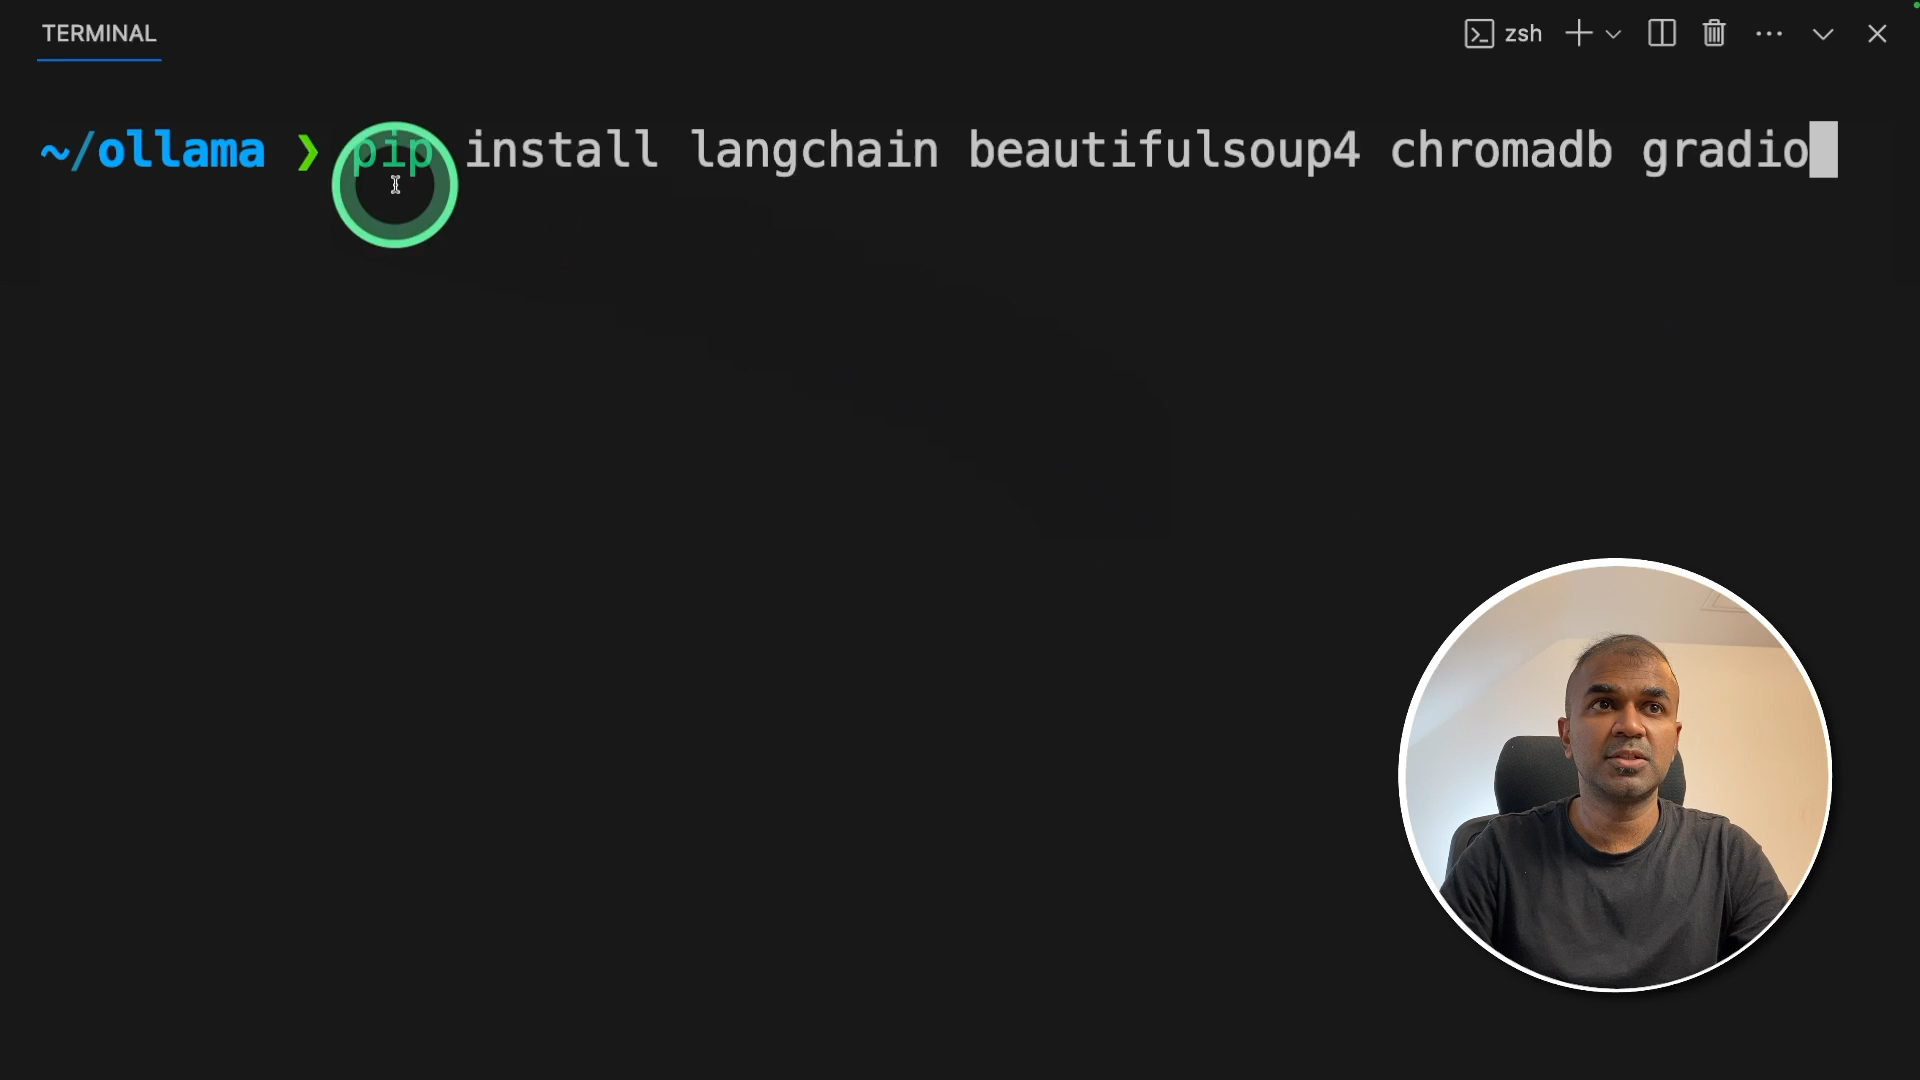 TERMINAL
zsh
~/ollama ❯ pip install langchain beautifulsoup4 chromadb gradio